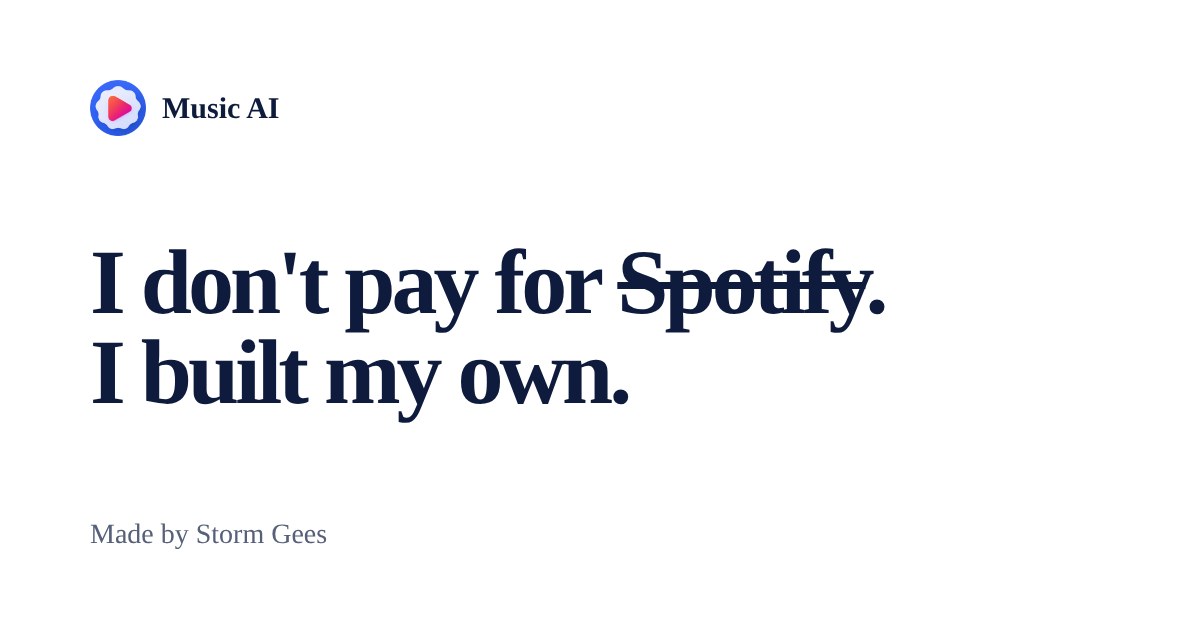 Music AI
I don't pay for Spotify.
I built my own.
Made by Storm Gees